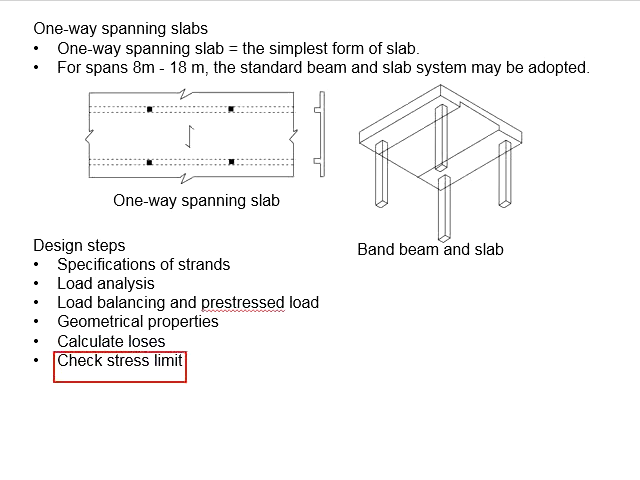 One-way spanning slabs
• One-way spanning slab = the simplest form of slab.
• For spans 8m - 18 m, the standard beam and slab system may be adopted.
One-way spanning slab
Band beam and slab
Design steps
• Specifications of strands
• Load analysis
• Load balancing and prestressed load
• Geometrical properties
• Calculate loses
• Check stress limit